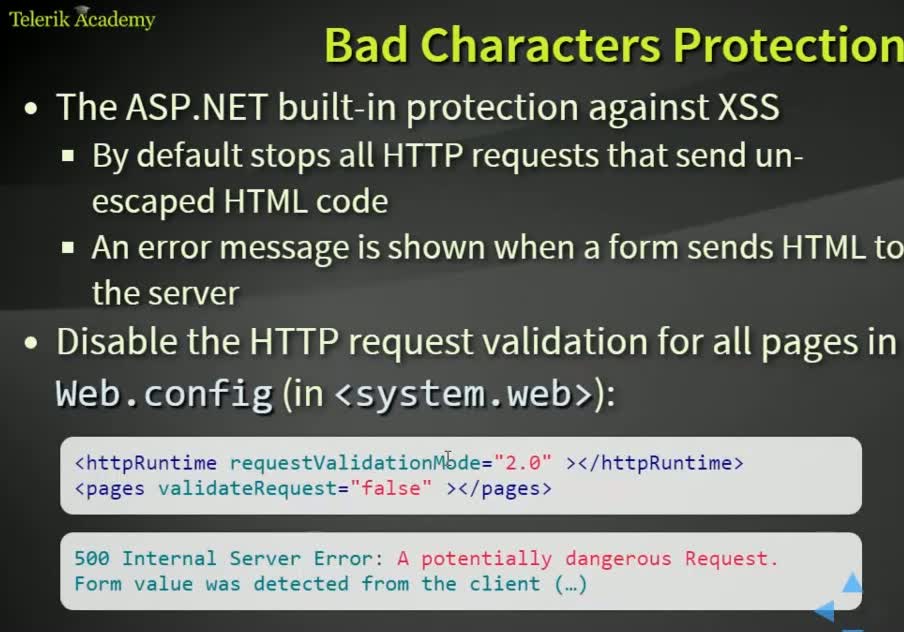 Telerik Academy
Bad Characters Protection
• The ASP.NET built-in protection against XSS
▪ By default stops all HTTP requests that send un-
escaped HTML code
▪ An error message is shown when a form sends HTML to
the server
• Disable the HTTP request validation for all pages in
Web.config (in <system.web>):
<httpRuntime requestValidationMode="2.0" ></httpRuntime>
<pages validateRequest="false" ></pages>
500 Internal Server Error: A potentially dangerous Request.
Form value was detected from the client (…)